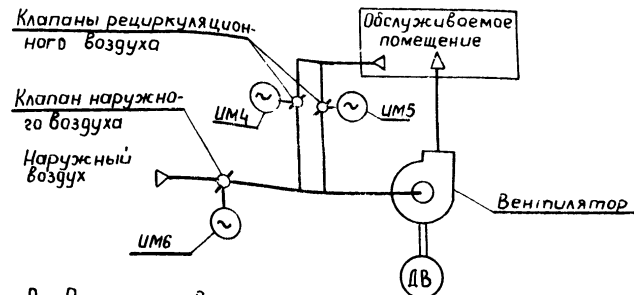 Клапаны рециркуляцион-
ного воздуха
Обслуживаемое
помещение
ИМ4
ИМ5
Клапан наружно-
го воздуха
Наружный
воздух
ИМ6
Вентилятор
ДВ